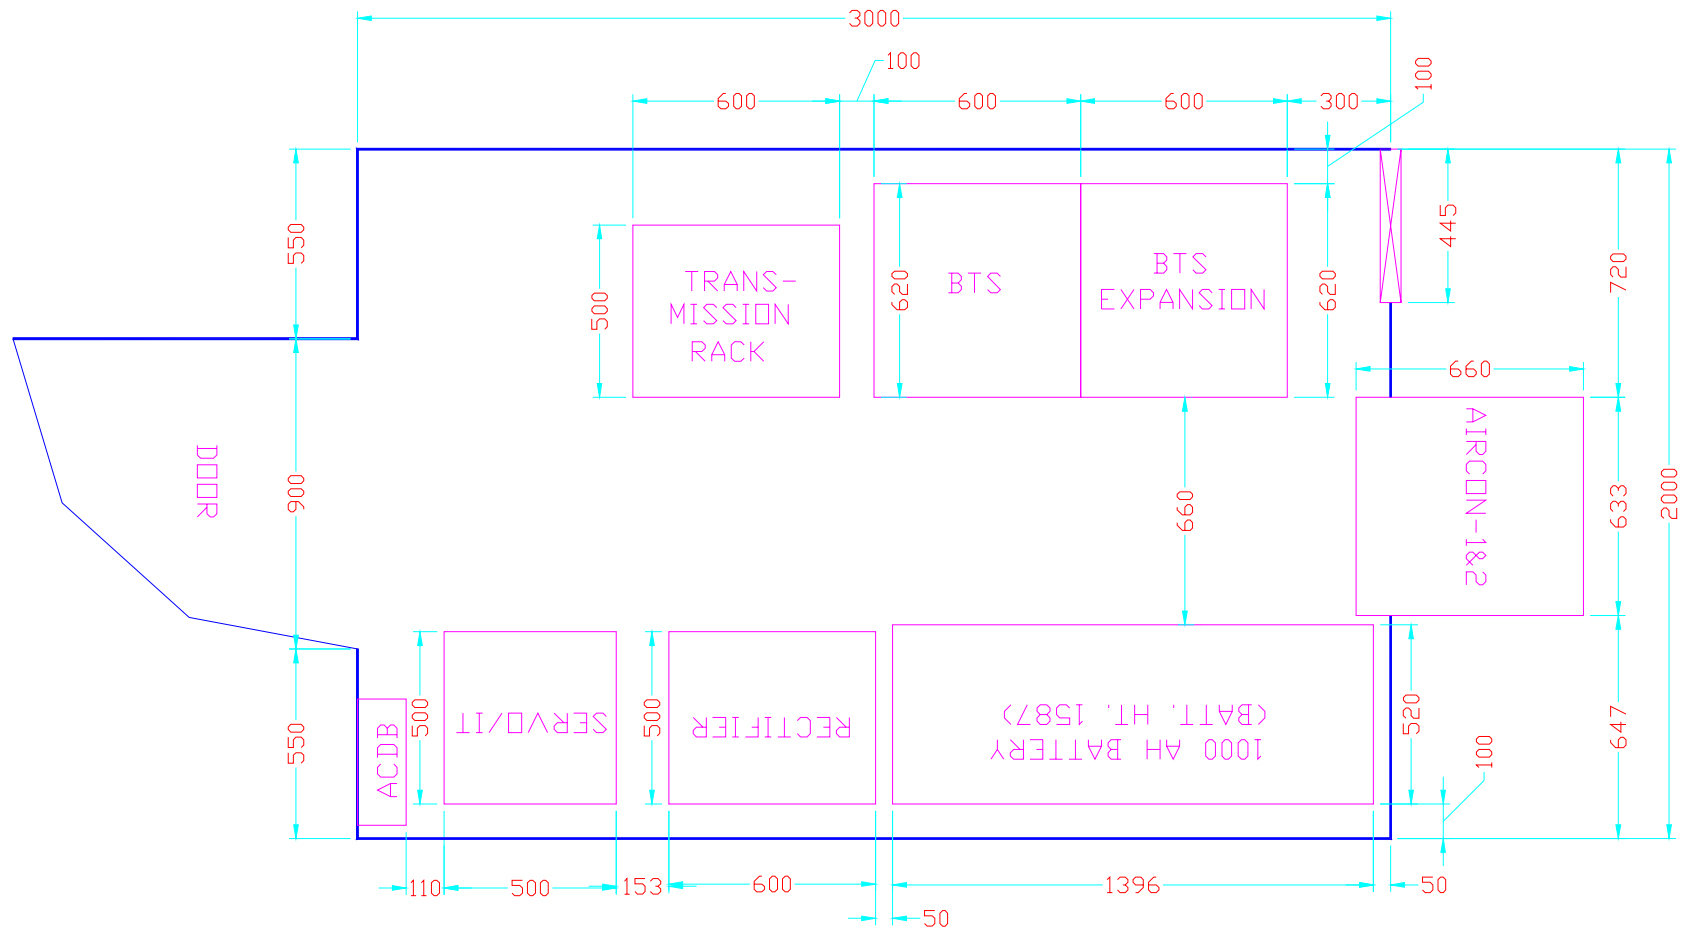 3000
100
600
600
600
300
100
550
500
TRANS-
MISSION
RACK
620
BTS
BTS
EXPANSION
620
445
720
660
DOOR
900
660
AIRCON-1&2
633
2000
550
ACDB
500
SERVO/IT
500
RECTIFIER
1000 AH BATTERY
(BATT. HT. 1587)
520
100
647
110
500
153
600
50
1396
50